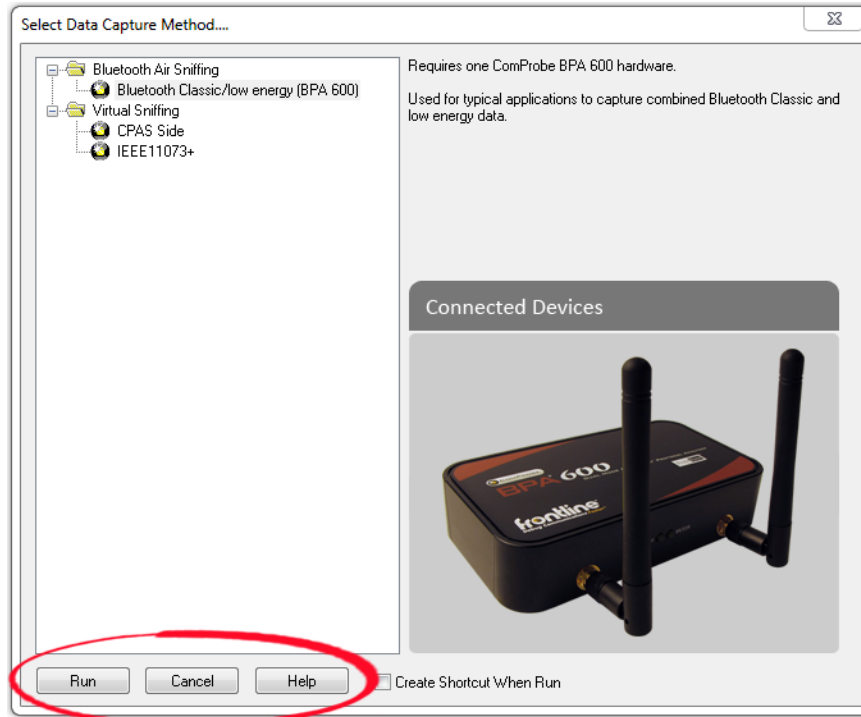 Select Data Capture Method....
Bluetooth Air Sniffing
Bluetooth Classic/low energy (BPA 600)
Virtual Sniffing
CPAS Side
IEEE11073+
Requires one ComProbe BPA 600 hardware.
Used for typical applications to capture combined Bluetooth Classic and
low energy data.
Connected Devices
BPA 600
frontline
Run
Cancel
Help
Create Shortcut When Run